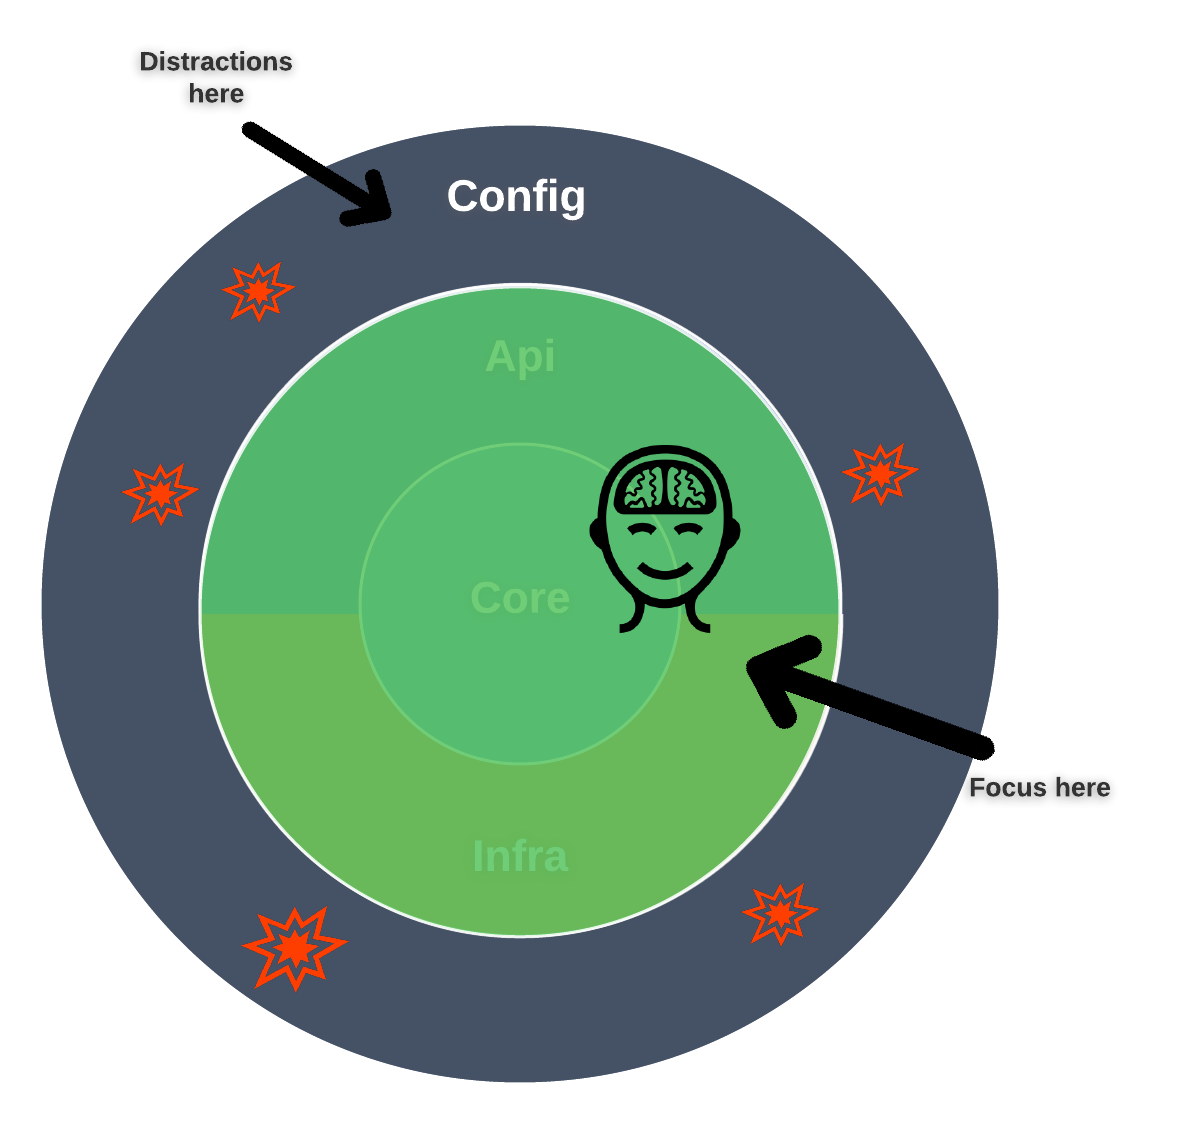 Distractions
here
Config
Api
Core
Infra
Focus here